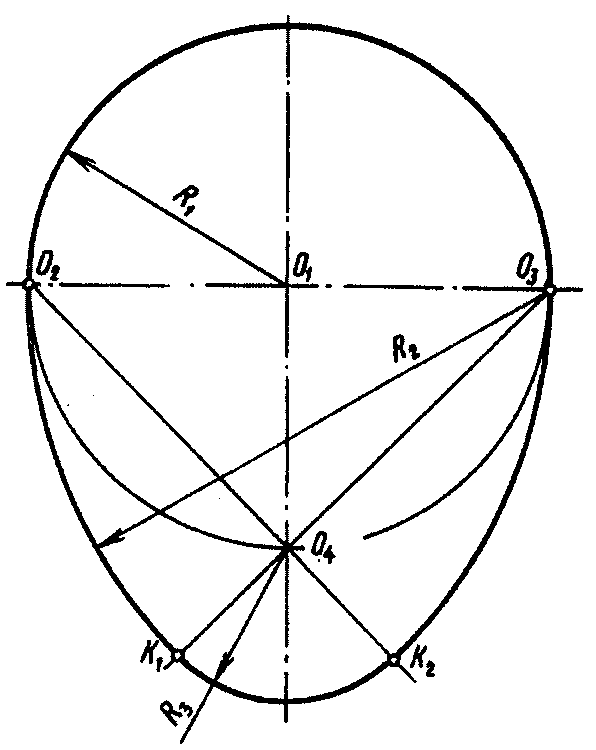 R₁
O₂
O₁
O₃
R₂
O₄
K₁
K₂
R₃